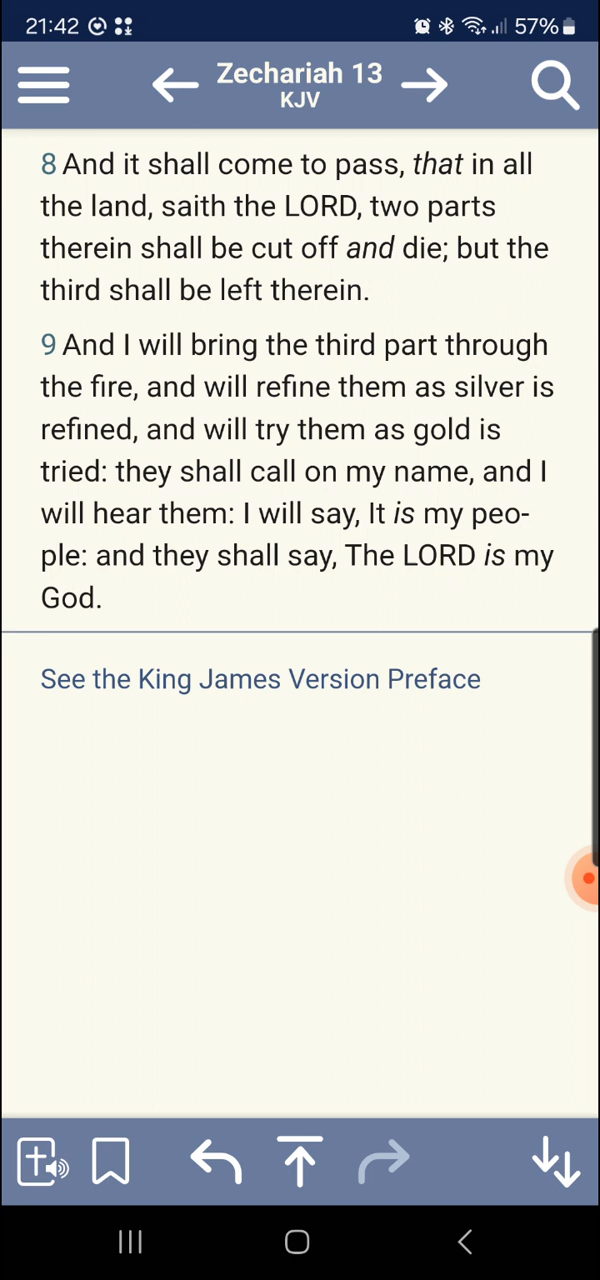 21:42 57%
Zechariah 13
KJV
8 And it shall come to pass, that in all
the land, saith the LORD, two parts
therein shall be cut off and die; but the
third shall be left therein.
9 And I will bring the third part through
the fire, and will refine them as silver is
refined, and will try them as gold is
tried: they shall call on my name, and I
will hear them: I will say, It is my peo-
ple: and they shall say, The LORD is my
God.
See the King James Version Preface